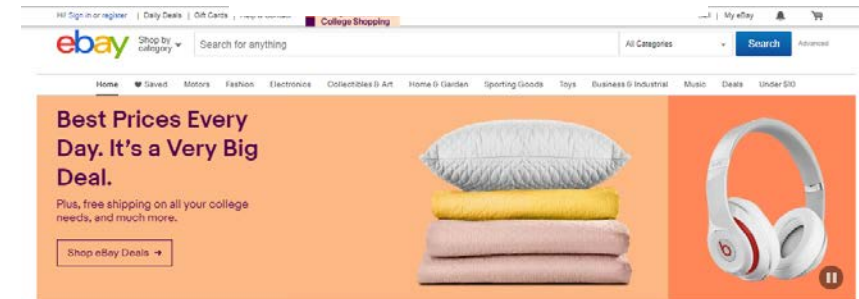 Hi! Sign in or register | Daily Deals | Gift Cards |
College Shopping
| My eBay
ebay
Shop by
category
Search for anything
All Categories
Search
Advanced
Home Saved Motors Fashion Electronics Collectibles & Art Home & Garden Sporting Goods Toys Business & Industrial Music Deals Under $10
Best Prices Every
Day. It's a Very Big
Deal.
Plus, free shipping on all your college
needs, and much more.
Shop eBay Deals →
b